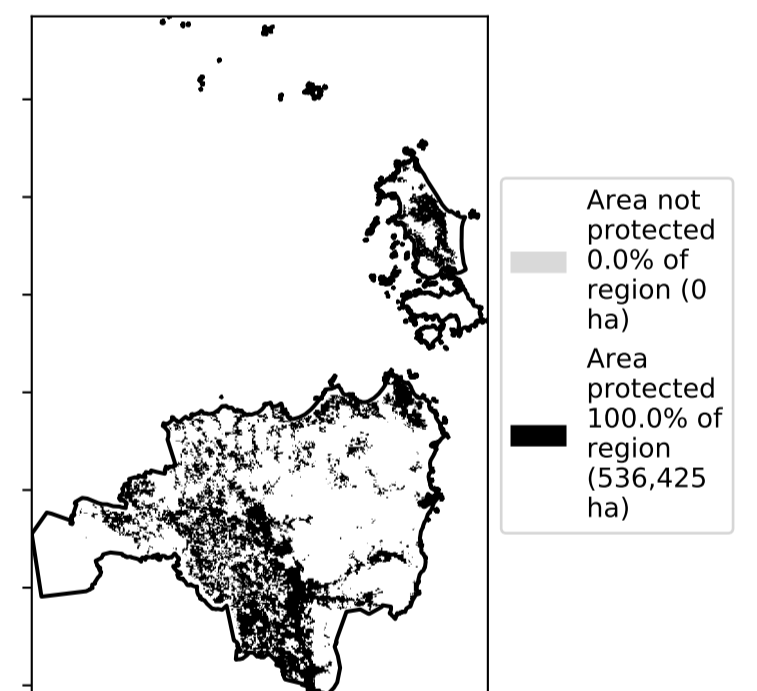 Area not
protected
0.0% of
region (0
ha)
Area
protected
100.0% of
region
(536,425
ha)